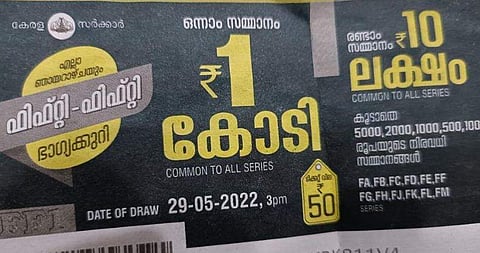 കേരള സർക്കാർ
എല്ലാ
ഞായറാഴ്ചയും
ഫിഫ്റ്റി-ഫിഫ്റ്റി
ഭാഗ്യക്കുറി
ഒന്നാം സമ്മാനം
₹1
കോടി
COMMON TO ALL SERIES
DATE OF DRAW 29-05-2022, 3pm
ടിക്കറ്റ് വില
₹
50
രണ്ടാം
സമ്മാനം ₹10
ലക്ഷം
COMMON TO ALL SERIES
കൂടാതെ
5000,2000,1000,500,100
രൂപയുടെ നിരവധി
സമ്മാനങ്ങൾ
FA,FB,FC,FD,FE,FF
FG,FH,FJ,FK,FL,FM
SERIES